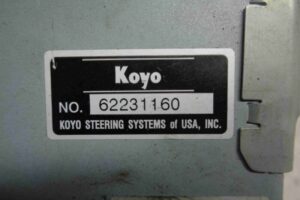 Koyo
NO. 62231160
KOYO STEERING SYSTEMS of USA, INC.